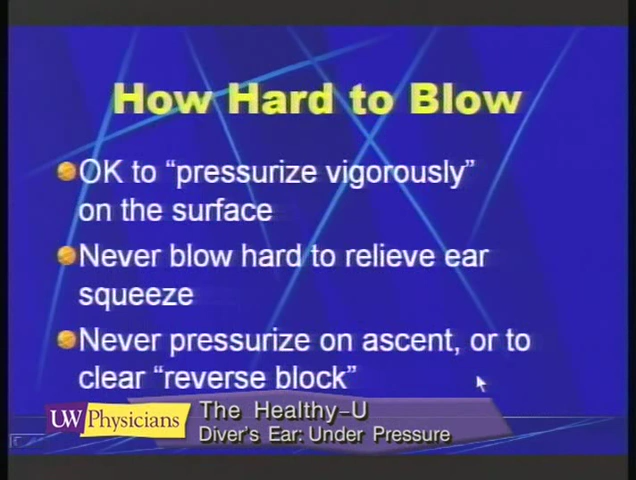 How Hard to Blow
OK to “pressurize vigorously”
on the surface
Never blow hard to relieve ear
squeeze
Never pressurize on ascent, or to
clear “reverse block”
UW Physicians
The Healthy-U
Diver's Ear: Under Pressure